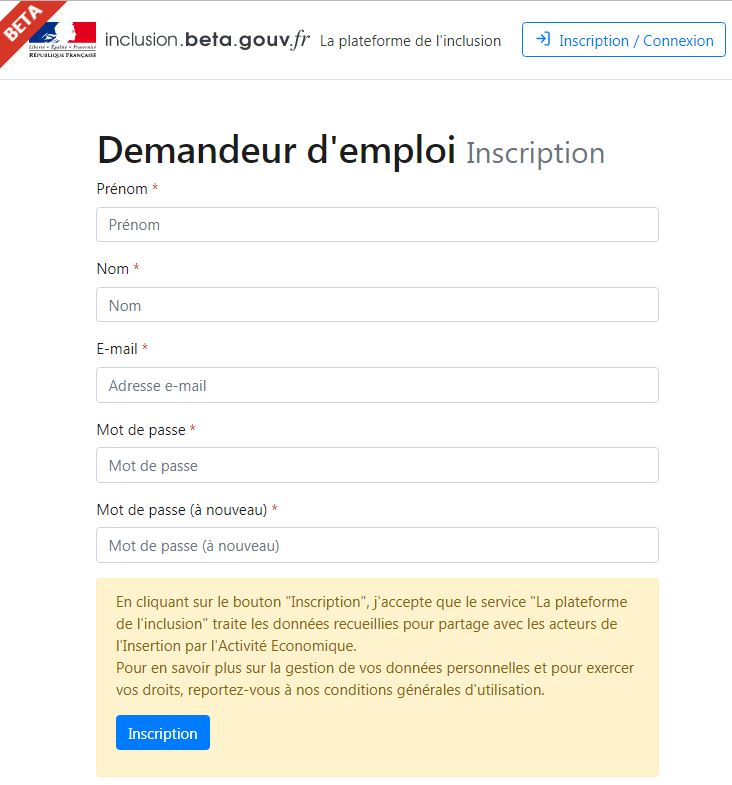 BETA
Liberté • Égalité • Fraternité
RÉPUBLIQUE FRANÇAISE
inclusion.beta.gouv.fr La plateforme de l'inclusion Inscription / Connexion
Demandeur d'emploi Inscription
Prénom *
Prénom
Nom *
Nom
E-mail *
Adresse e-mail
Mot de passe *
Mot de passe
Mot de passe (à nouveau) *
Mot de passe (à nouveau)
En cliquant sur le bouton "Inscription", j'accepte que le service "La plateforme
de l'inclusion" traite les données recueillies pour partage avec les acteurs de
l'Insertion par l'Activité Economique.
Pour en savoir plus sur la gestion de vos données personnelles et pour exercer
vos droits, reportez-vous à nos conditions générales d'utilisation.
Inscription